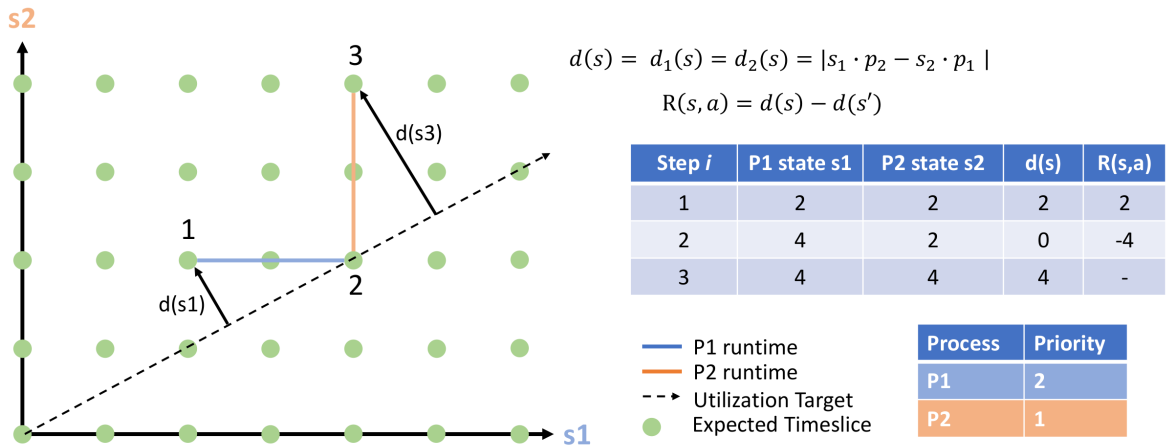 s2
3
d(s3)
1
2
d(s1)
s1
d(s) = d₁(s) = d₂(s) = |s₁ · p₂ − s₂ · p₁ |
R(s, a) = d(s) − d(s′)
Step i P1 state s1 P2 state s2 d(s) R(s,a)
1 2 2 2 2
2 4 2 0 -4
3 4 4 4 -
P1 runtime
P2 runtime
Utilization Target
Expected Timeslice
Process Priority
P1 2
P2 1